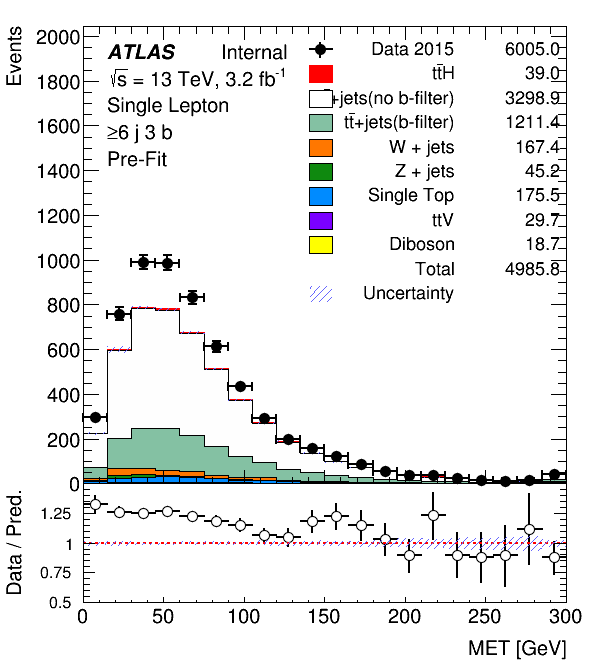 Events
2000
1800
1600
1400
1200
1000
800
600
400
200
0
ATLAS Internal
√s = 13 TeV, 3.2 fb⁻¹
Single Lepton
≥6 j 3 b
Pre-Fit
Data 2015 6005.0
tt̄H 39.0
+jets(no b-filter) 3298.9
tt̄+jets(b-filter) 1211.4
W + jets 167.4
Z + jets 45.2
Single Top 175.5
ttV 29.7
Diboson 18.7
Total 4985.8
Uncertainty
Data / Pred.
1.25
1
0.75
0.5
0 50 100 150 200 250 300
MET [GeV]